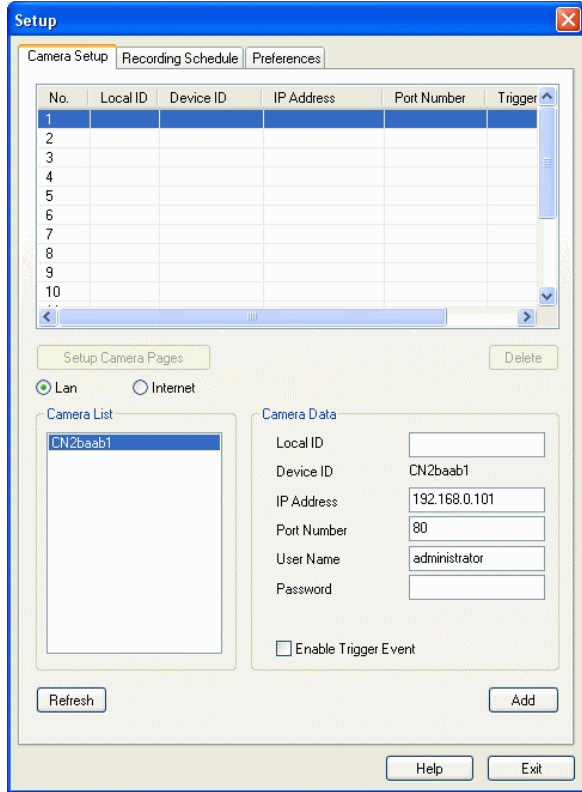 Setup
Camera Setup Recording Schedule Preferences
No. Local ID Device ID IP Address Port Number Trigger
1
2
3
4
5
6
7
8
9
10
Setup Camera Pages Delete
Lan Internet
Camera List
CN2baab1
Camera Data
Local ID
Device ID CN2baab1
IP Address 192.168.0.101
Port Number 80
User Name administrator
Password
Enable Trigger Event
Refresh Add
Help Exit